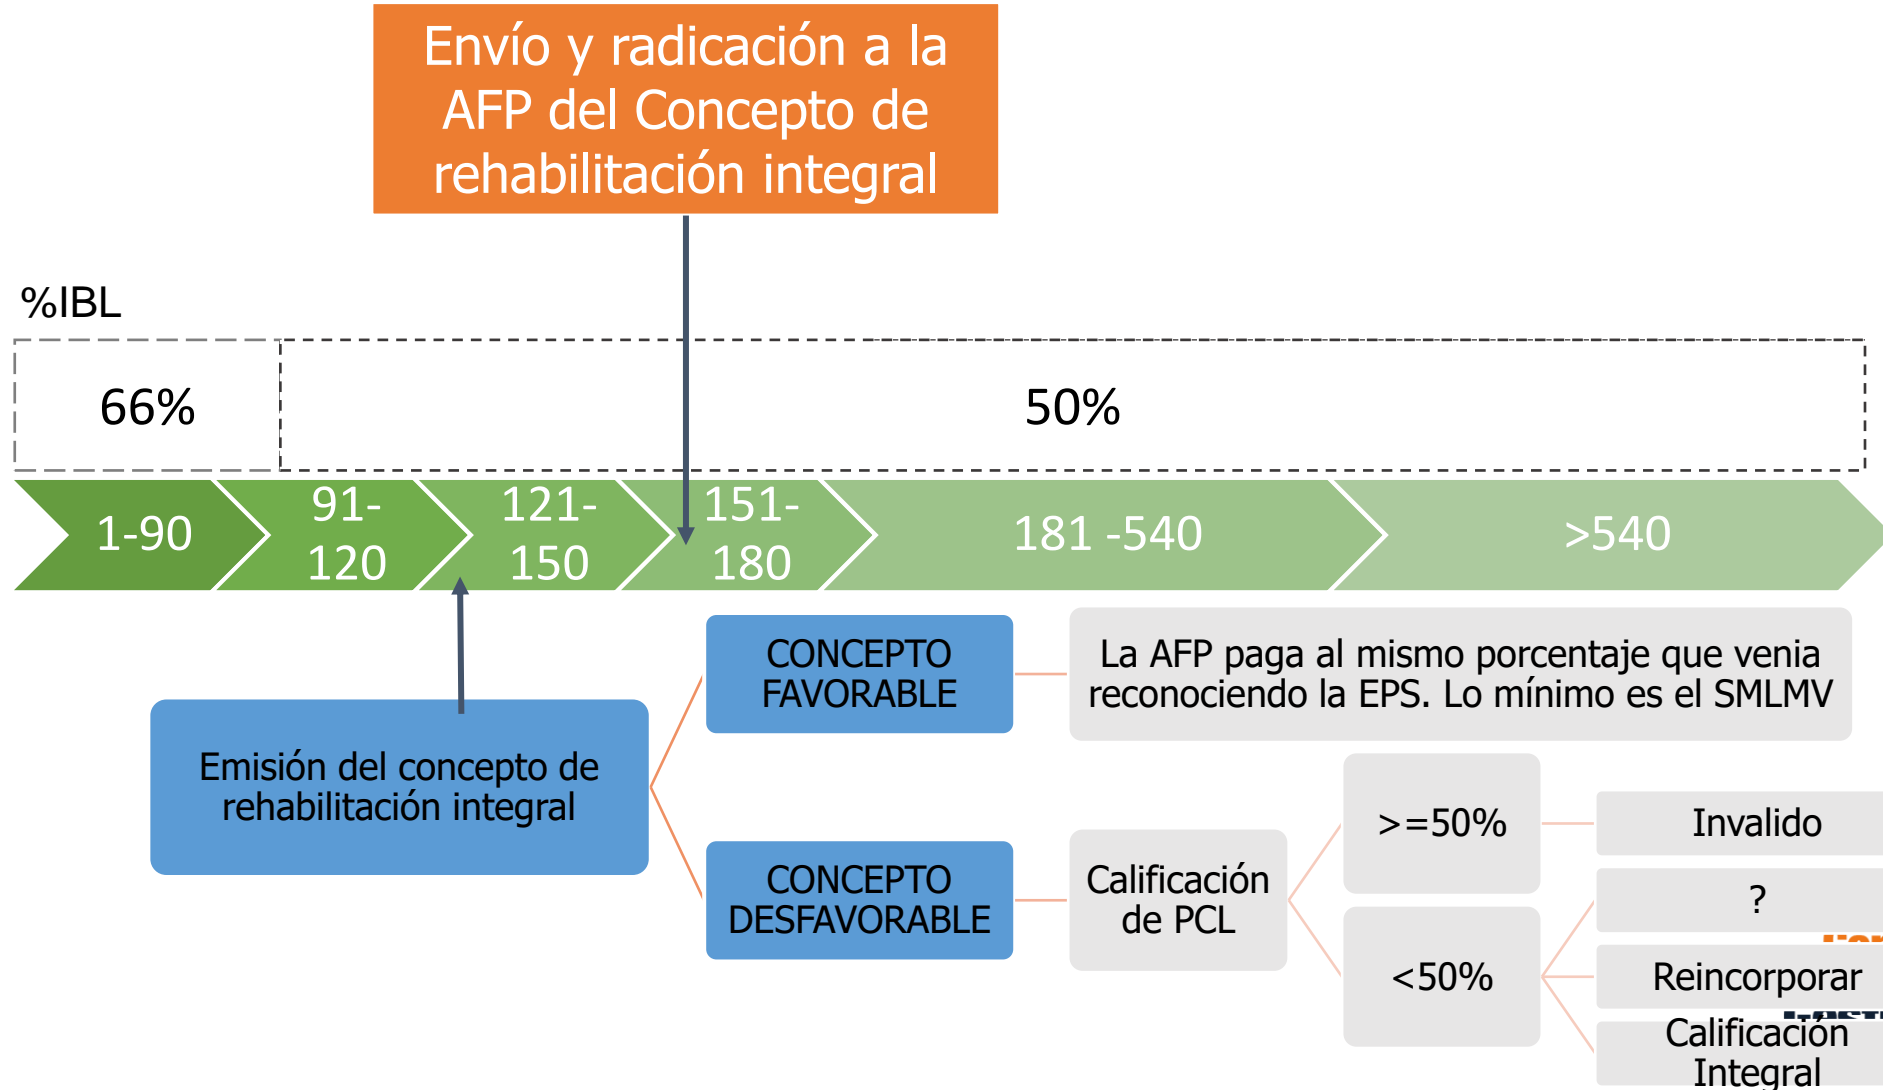 Envío y radicación a la
AFP del Concepto de
rehabilitación integral
%IBL
66%
50%
1-90
91-
120
121-
150
151-
180
181 -540
>540
CONCEPTO
FAVORABLE
La AFP paga al mismo porcentaje que venia
reconociendo la EPS. Lo mínimo es el SMLMV
Emisión del concepto de
rehabilitación integral
CONCEPTO
DESFAVORABLE
Calificación
de PCL
>=50%
Invalido
?
<50%
Reincorporar
Calificación
Integral